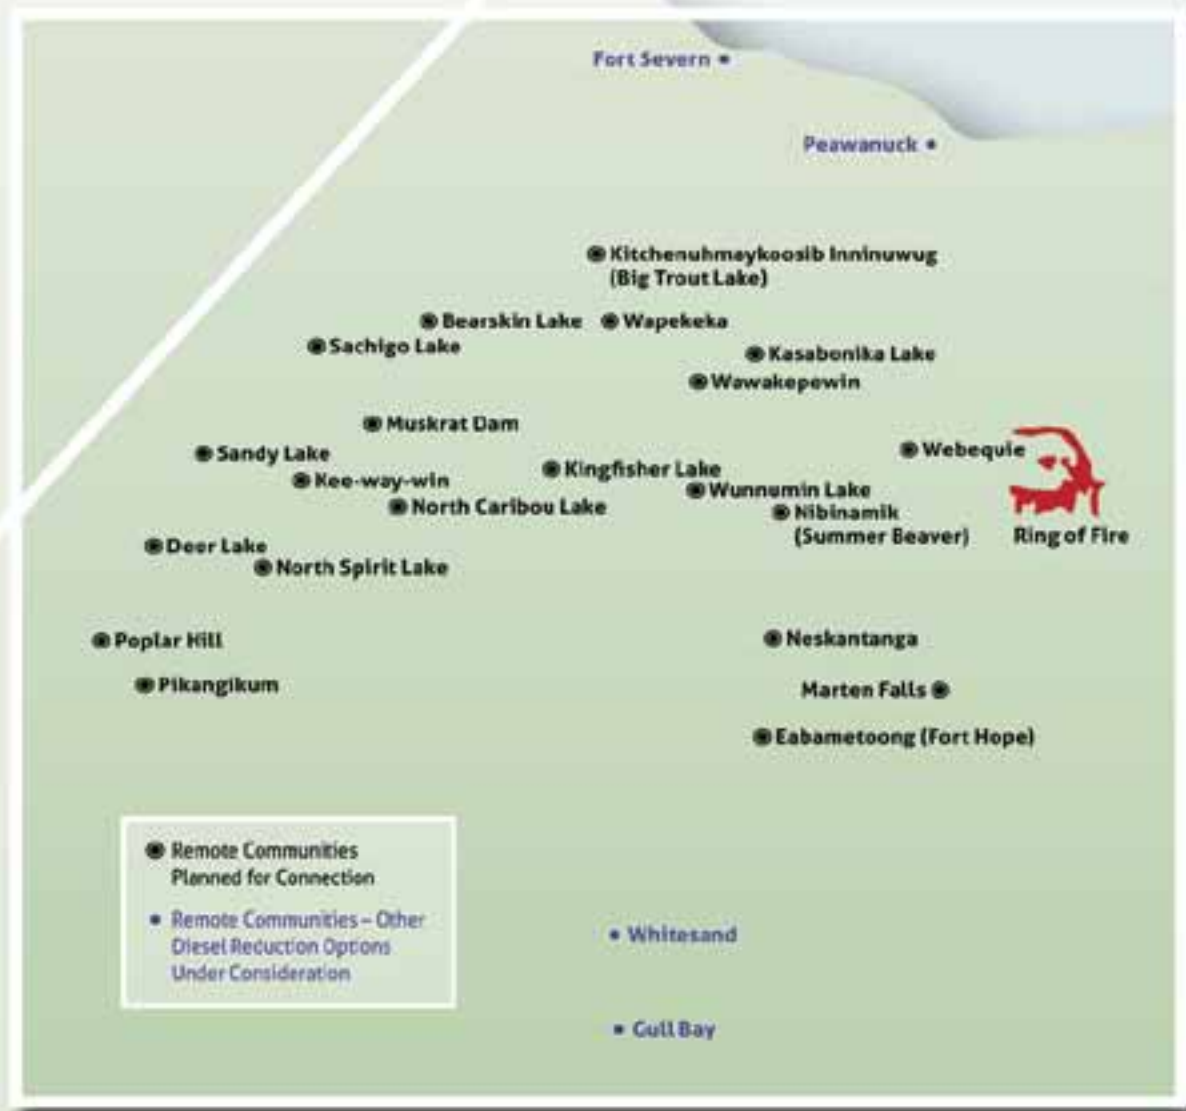 Fort Severn
Peawanuck
Kitchenuhmaykoosib Inninuwug
(Big Trout Lake)
Bearskin Lake
Wapekeka
Sachigo Lake
Kasabonika Lake
Wawakepewin
Muskrat Dam
Webequie
Sandy Lake
Kingfisher Lake
Kee-way-win
Wunnumin Lake
North Caribou Lake
Nibinamik
(Summer Beaver)
Ring of Fire
Deer Lake
North Spirit Lake
Poplar Hill
Neskantanga
Pikangikum
Marten Falls
Eabametoong (Fort Hope)
Remote Communities
Planned for Connection
Remote Communities – Other
Diesel Reduction Options
Under Consideration
Whitesand
Gull Bay